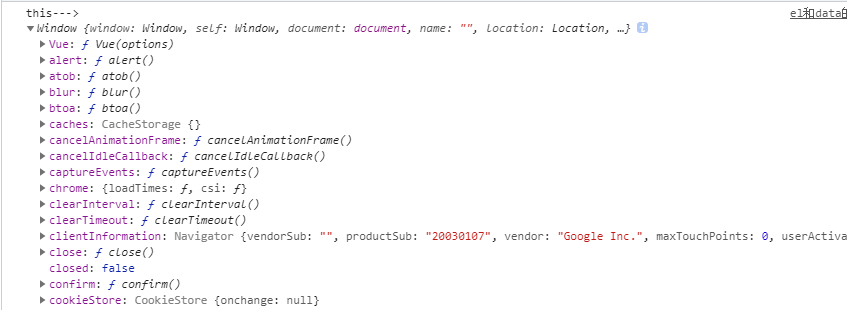 this--->
el和data的
Window {window: Window, self: Window, document: document, name: "", location: Location, …}
Vue: ƒ Vue(options)
alert: ƒ alert()
atob: ƒ atob()
blur: ƒ blur()
btoa: ƒ btoa()
caches: CacheStorage {}
cancelAnimationFrame: ƒ cancelAnimationFrame()
cancelIdleCallback: ƒ cancelIdleCallback()
captureEvents: ƒ captureEvents()
chrome: {loadTimes: ƒ, csi: ƒ}
clearInterval: ƒ clearInterval()
clearTimeout: ƒ clearTimeout()
clientInformation: Navigator {vendorSub: "", productSub: "20030107", vendor: "Google Inc.", maxTouchPoints: 0, userActiva
close: ƒ close()
closed: false
confirm: ƒ confirm()
cookieStore: CookieStore {onchange: null}